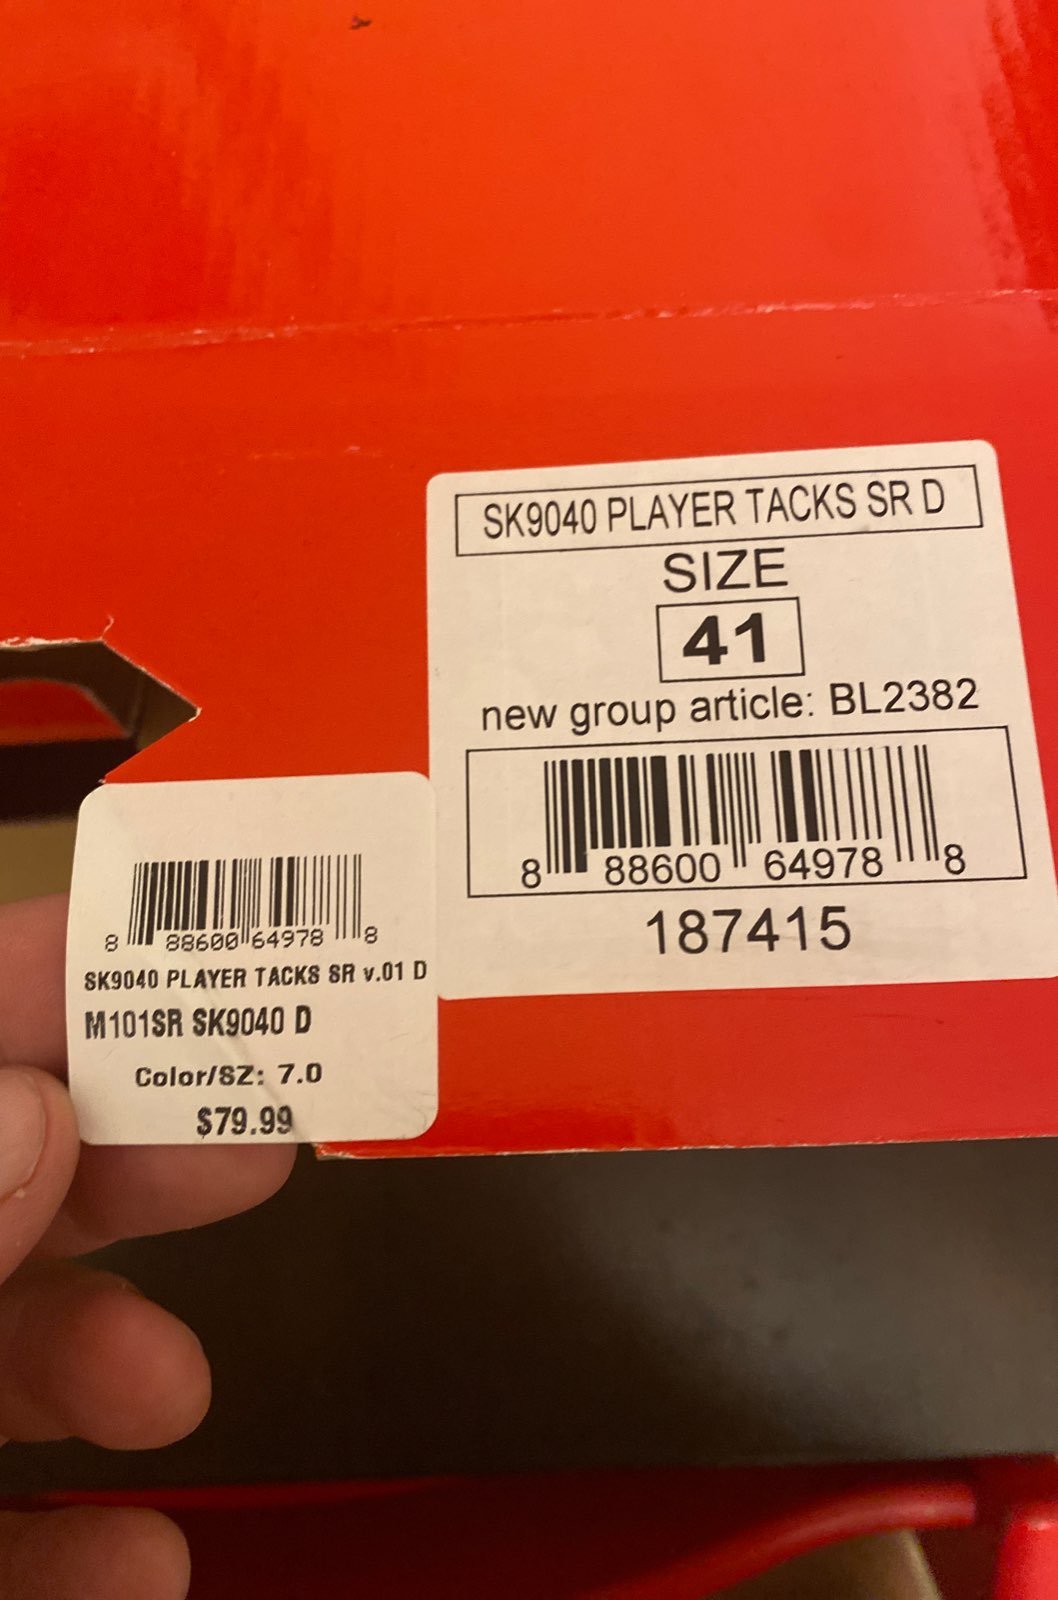 SK9040 PLAYER TACKS SR D
SIZE
41
new group article: BL2382
8 88600 64978 8
187415
8 88600 64978 8
SK9040 PLAYER TACKS SR v.01 D
M101SR SK9040 D
Color/SZ: 7.0
$79.99